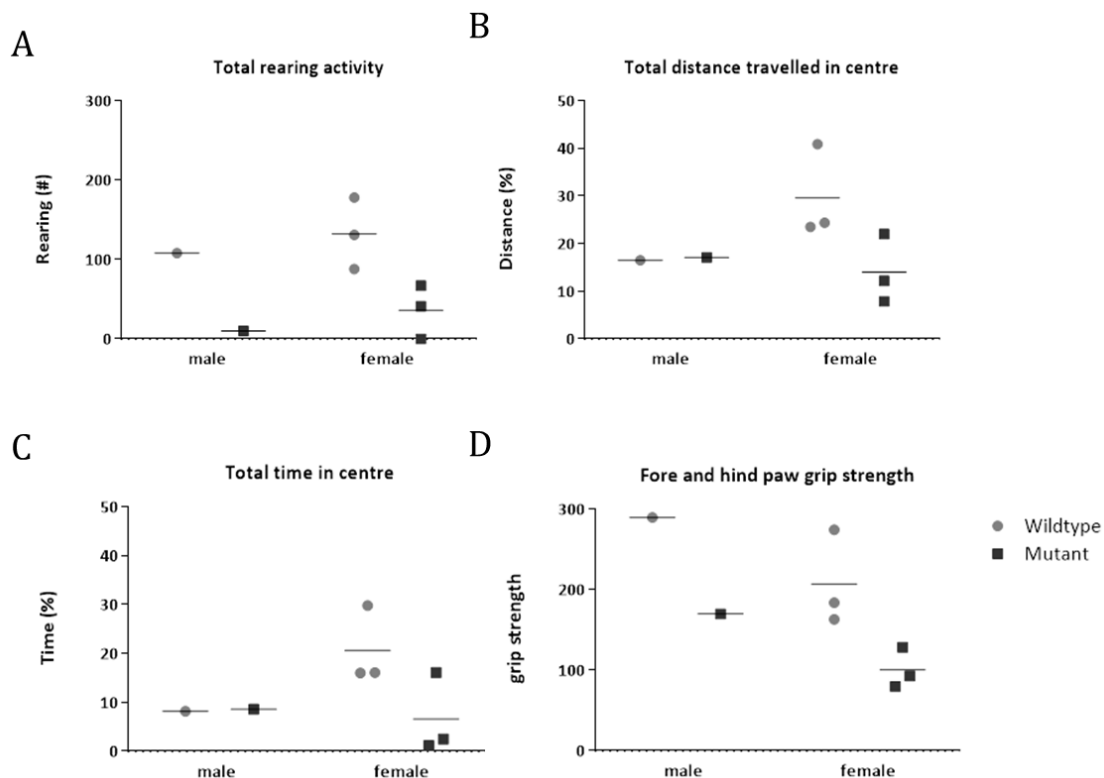 A
Total rearing activity
300
200
100
0
Rearing (#)
male
female
B
Total distance travelled in centre
50
40
30
20
10
0
Distance (%)
male
female
C
Total time in centre
50
40
30
20
10
0
Time (%)
male
female
D
Fore and hind paw grip strength
300
200
100
0
grip strength
male
female
Wildtype
Mutant